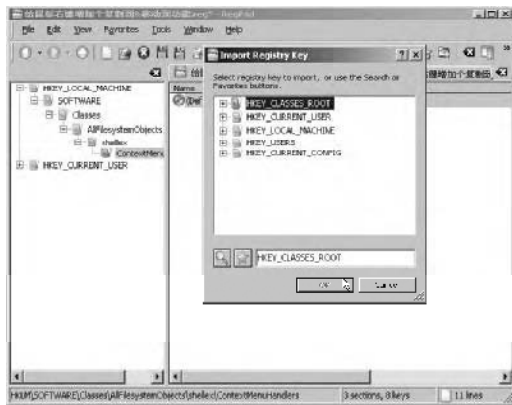 File Edit View Favorites Tools Window Help
Import Registry Key
Select registry key to import, or use the Search or
Favorites buttons.
HKEY_CLASSES_ROOT
HKEY_CURRENT_USER
HKEY_LOCAL_MACHINE
HKEY_USERS
HKEY_CURRENT_CONFIG
HKEY_CLASSES_ROOT
OK
Cancel
HKEY_LOCAL_MACHINE
SOFTWARE
Classes
AllFilesystemObjects
shellex
ContextMenu
HKEY_CURRENT_USER
Name
(Def
HKLM\SOFTWARE\Classes\AllFilesystemObjects\shellex\ContextMenuHandlers
3 sections, 8 keys
11 lines